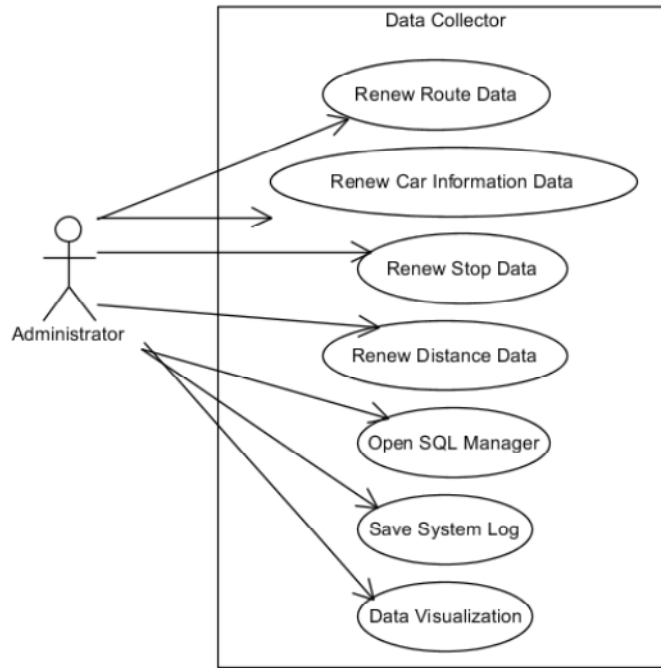 Data Collector
Renew Route Data
Renew Car Information Data
Renew Stop Data
Administrator
Renew Distance Data
Open SQL Manager
Save System Log
Data Visualization